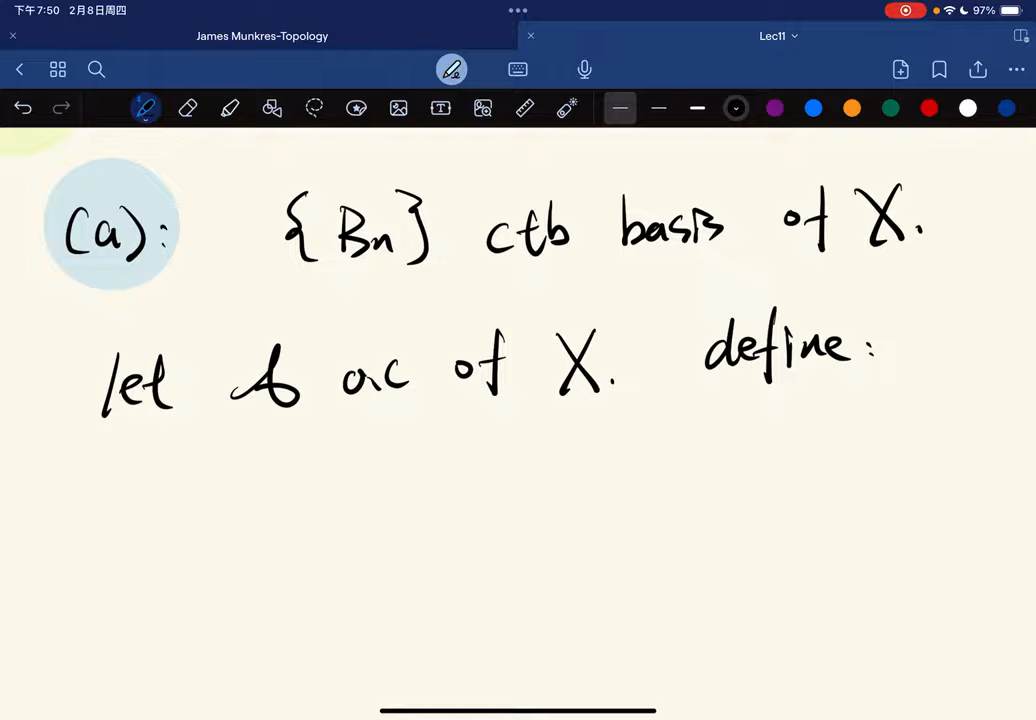 下午7:50 2月8日周四
97%
James Munkres-Topology
Lec11
(a): {Bn} ctb basis of X.
let A oc of X. define: